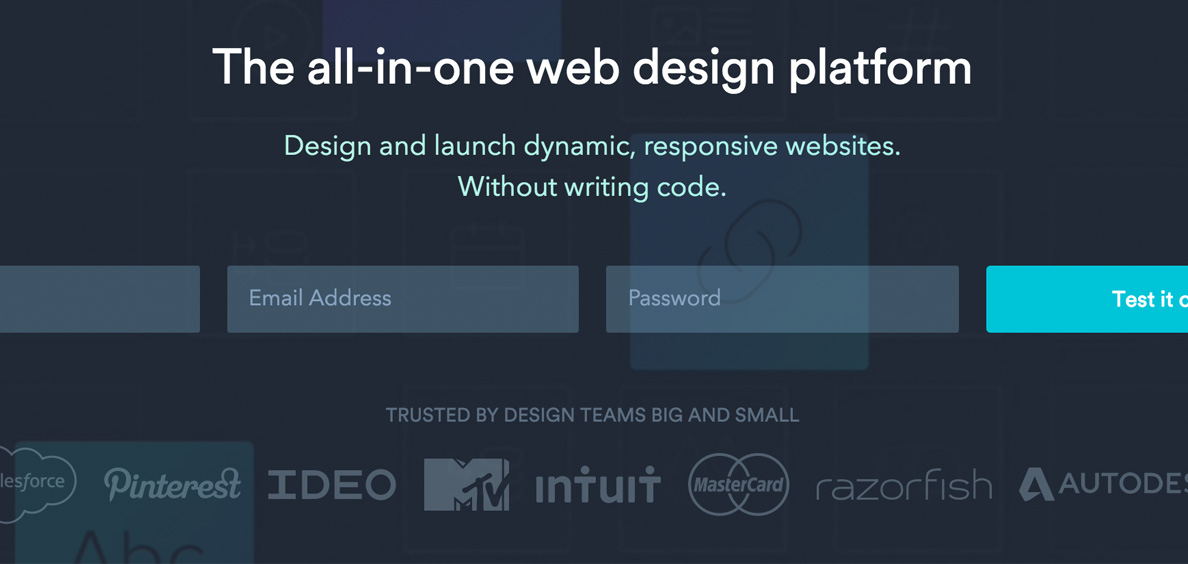 The all-in-one web design platform
Design and launch dynamic, responsive websites.
Without writing code.
Email Address
Password
Test it
TRUSTED BY DESIGN TEAMS BIG AND SMALL
lesforce
Pinterest
IDEO
MTV
intuit
MasterCard
razorfish
AUTODES
Abc